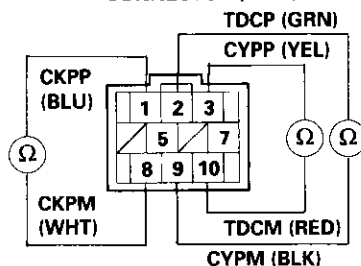 TDCP (GRN)
CYPP (YEL)
CKPP
(BLU)
1 2 3
5 7
8 9 10
Ω Ω Ω
CKPM
(WHT)
TDCM (RED)
CYPM (BLK)